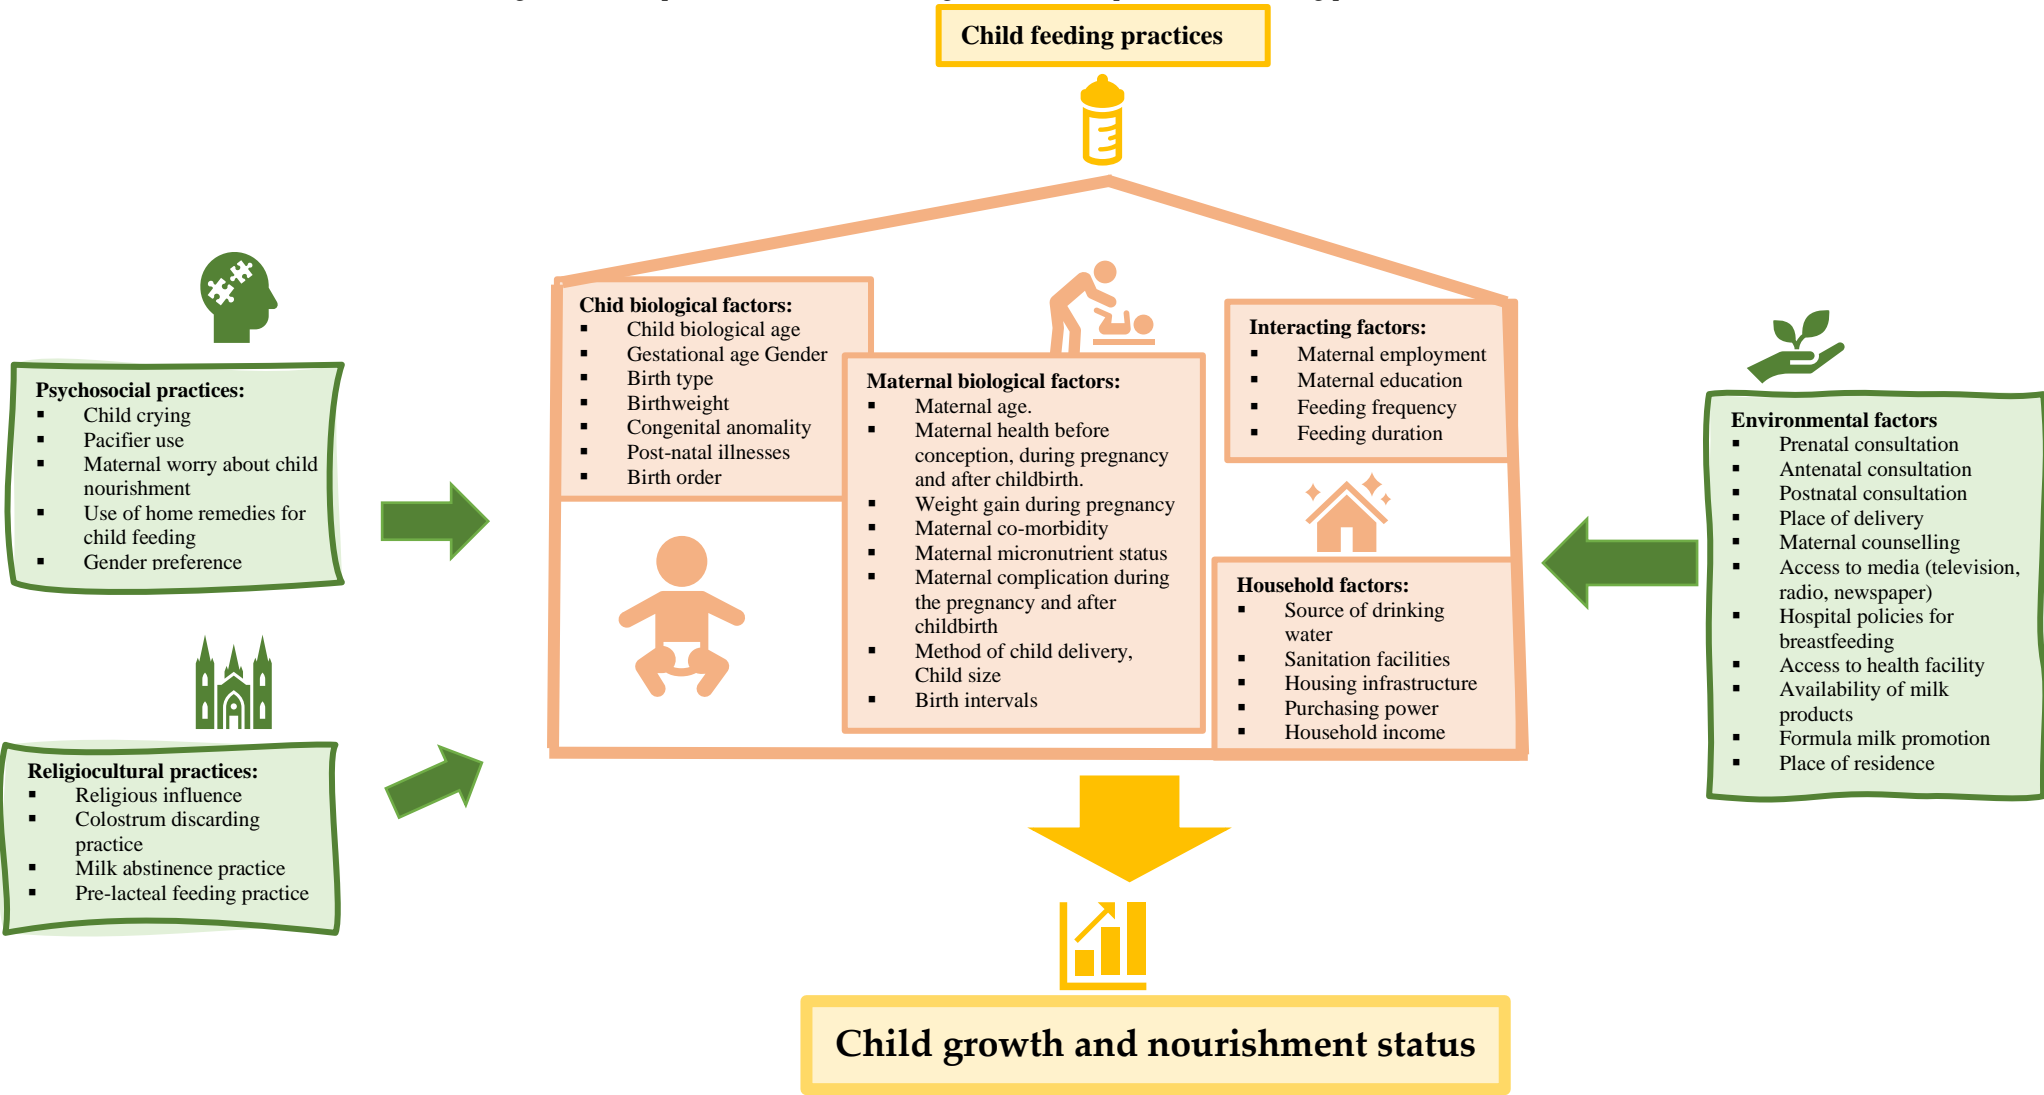 Child feeding practices
Chid biological factors:
▪ Child biological age
▪ Gestational age Gender
▪ Birth type
▪ Birthweight
▪ Congenital anomality
▪ Post-natal illnesses
▪ Birth order
Maternal biological factors:
▪ Maternal age.
▪ Maternal health before
conception, during pregnancy
and after childbirth.
▪ Weight gain during pregnancy
▪ Maternal co-morbidity
▪ Maternal micronutrient status
▪ Maternal complication during
the pregnancy and after
childbirth
▪ Method of child delivery,
Child size
▪ Birth intervals
Interacting factors:
▪ Maternal employment
▪ Maternal education
▪ Feeding frequency
▪ Feeding duration
Household factors:
▪ Source of drinking
water
▪ Sanitation facilities
▪ Housing infrastructure
▪ Purchasing power
▪ Household income
Psychosocial practices:
▪ Child crying
▪ Pacifier use
▪ Maternal worry about child
nourishment
▪ Use of home remedies for
child feeding
▪ Gender preference
Religiocultural practices:
▪ Religious influence
▪ Colostrum discarding
practice
▪ Milk abstinence practice
▪ Pre-lacteal feeding practice
Environmental factors
▪ Prenatal consultation
▪ Antenatal consultation
▪ Postnatal consultation
▪ Place of delivery
▪ Maternal counselling
▪ Access to media (television,
radio, newspaper)
▪ Hospital policies for
breastfeeding
▪ Access to health facility
▪ Availability of milk
products
▪ Formula milk promotion
▪ Place of residence
Child growth and nourishment status